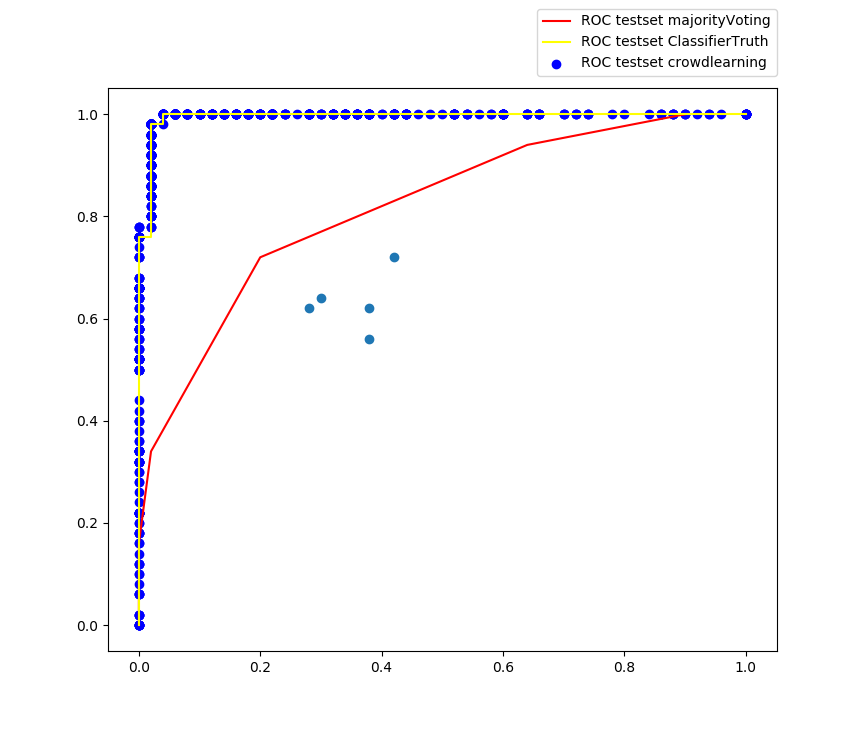 ROC testset majorityVoting
ROC testset ClassifierTruth
ROC testset crowdlearning
1.0
0.8
0.6
0.4
0.2
0.0
0.0 0.2 0.4 0.6 0.8 1.0